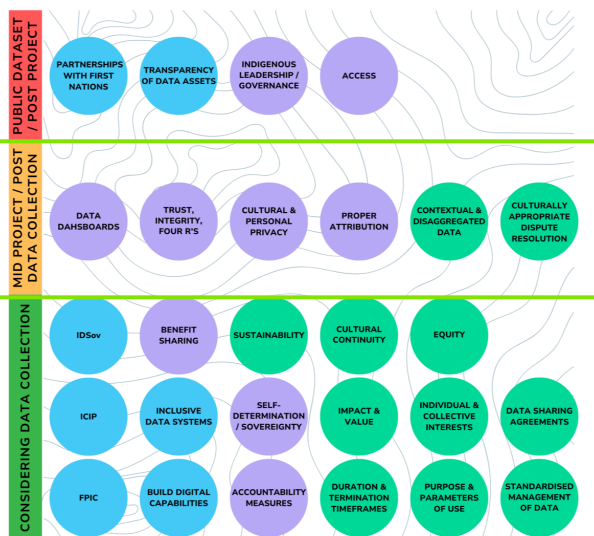 PUBLIC DATASET
/ POST PROJECT
PARTNERSHIPS
WITH FIRST
NATIONS
TRANSPARENCY
OF DATA ASSETS
INDIGENOUS
LEADERSHIP /
GOVERNANCE
ACCESS
MID PROJECT / POST
DATA COLLECTION
DATA
DAHSBOARDS
TRUST,
INTEGRITY,
FOUR R'S
CULTURAL &
PERSONAL
PRIVACY
PROPER
ATTRIBUTION
CONTEXTUAL &
DISAGGREGATED
DATA
CULTURALLY
APPROPRIATE
DISPUTE
RESOLUTION
CONSIDERING DATA COLLECTION
IDSov
BENEFIT
SHARING
SUSTAINABILITY
CULTURAL
CONTINUITY
EQUITY
ICIP
INCLUSIVE
DATA SYSTEMS
SELF-
DETERMINATION
/ SOVEREIGNTY
IMPACT &
VALUE
INDIVIDUAL &
COLLECTIVE
INTERESTS
DATA SHARING
AGREEMENTS
FPIC
BUILD DIGITAL
CAPABILITIES
ACCOUNTABILITY
MEASURES
DURATION &
TERMINATION
TIMEFRAMES
PURPOSE &
PARAMETERS
OF USE
STANDARDISED
MANAGEMENT
OF DATA